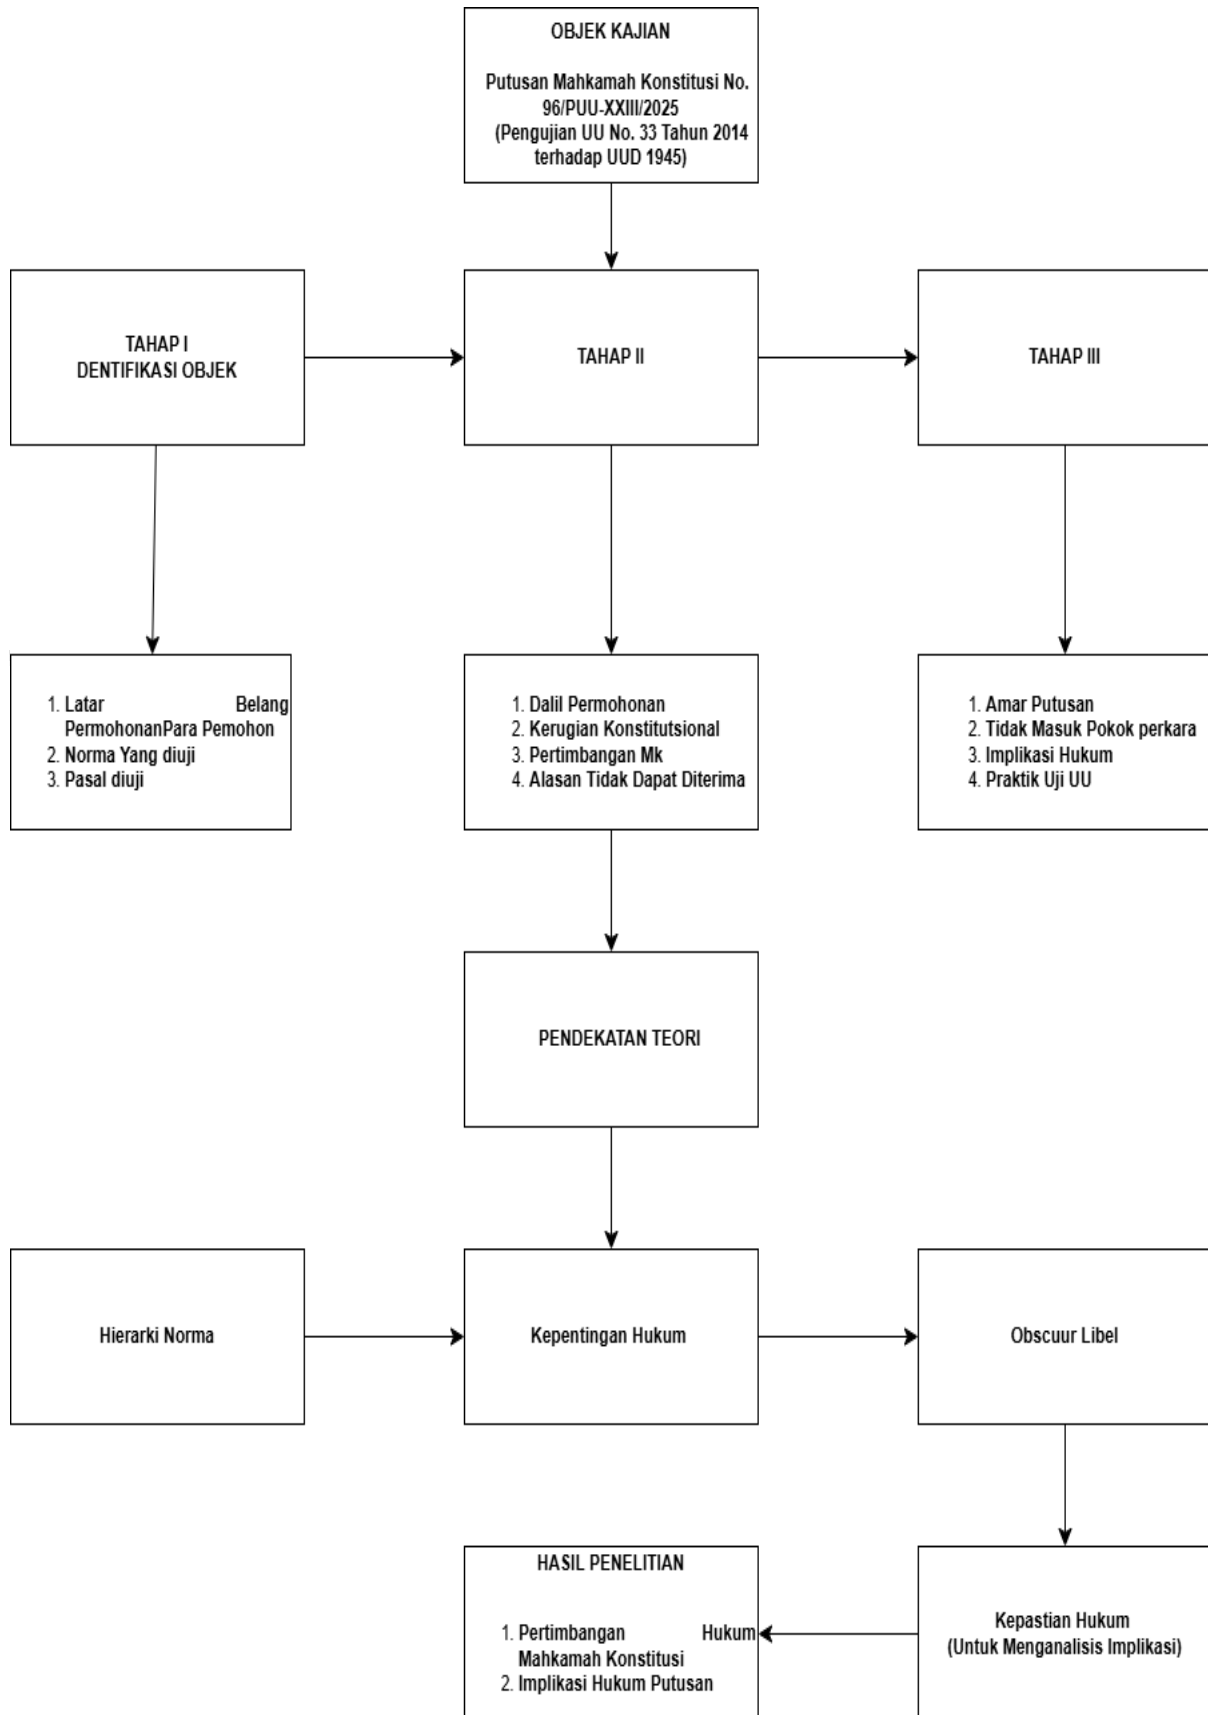 OBJEK KAJIAN
Putusan Mahkamah Konstitusi No.
96/PUU-XXIII/2025
(Pengujian UU No. 33 Tahun 2014
terhadap UUD 1945)
TAHAP I
DENTIFIKASI OBJEK
TAHAP II
TAHAP III
1. Latar Belang
PermohonanPara Pemohon
2. Norma Yang diuji
3. Pasal diuji
1. Dalil Permohonan
2. Kerugian Konstitutsional
3. Pertimbangan Mk
4. Alasan Tidak Dapat Diterima
1. Amar Putusan
2. Tidak Masuk Pokok perkara
3. Implikasi Hukum
4. Praktik Uji UU
PENDEKATAN TEORI
Hierarki Norma
Kepentingan Hukum
Obscuur Libel
HASIL PENELITIAN
1. Pertimbangan Hukum
Mahkamah Konstitusi
2. Implikasi Hukum Putusan
Kepastian Hukum
(Untuk Menganalisis Implikasi)